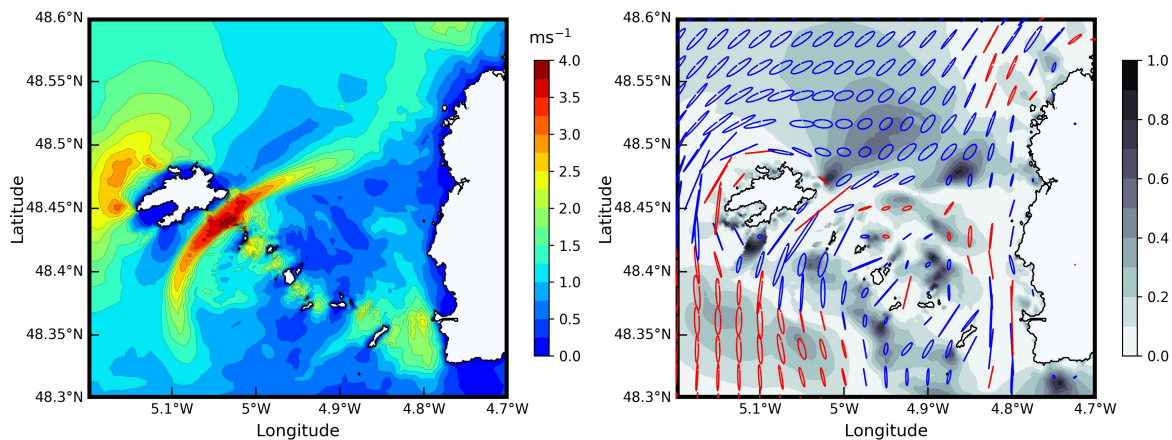 48.6°N
48.55°N
48.5°N
48.45°N
48.4°N
48.35°N
48.3°N
Latitude
5.1°W
5°W
4.9°W
4.8°W
4.7°W
Longitude
ms⁻¹
4.0
3.5
3.0
2.5
2.0
1.5
1.0
0.5
0.0
48.6°N
48.55°N
48.5°N
48.45°N
48.4°N
48.35°N
48.3°N
Latitude
5.1°W
5°W
4.9°W
4.8°W
4.7°W
Longitude
1.0
0.8
0.6
0.4
0.2
0.0